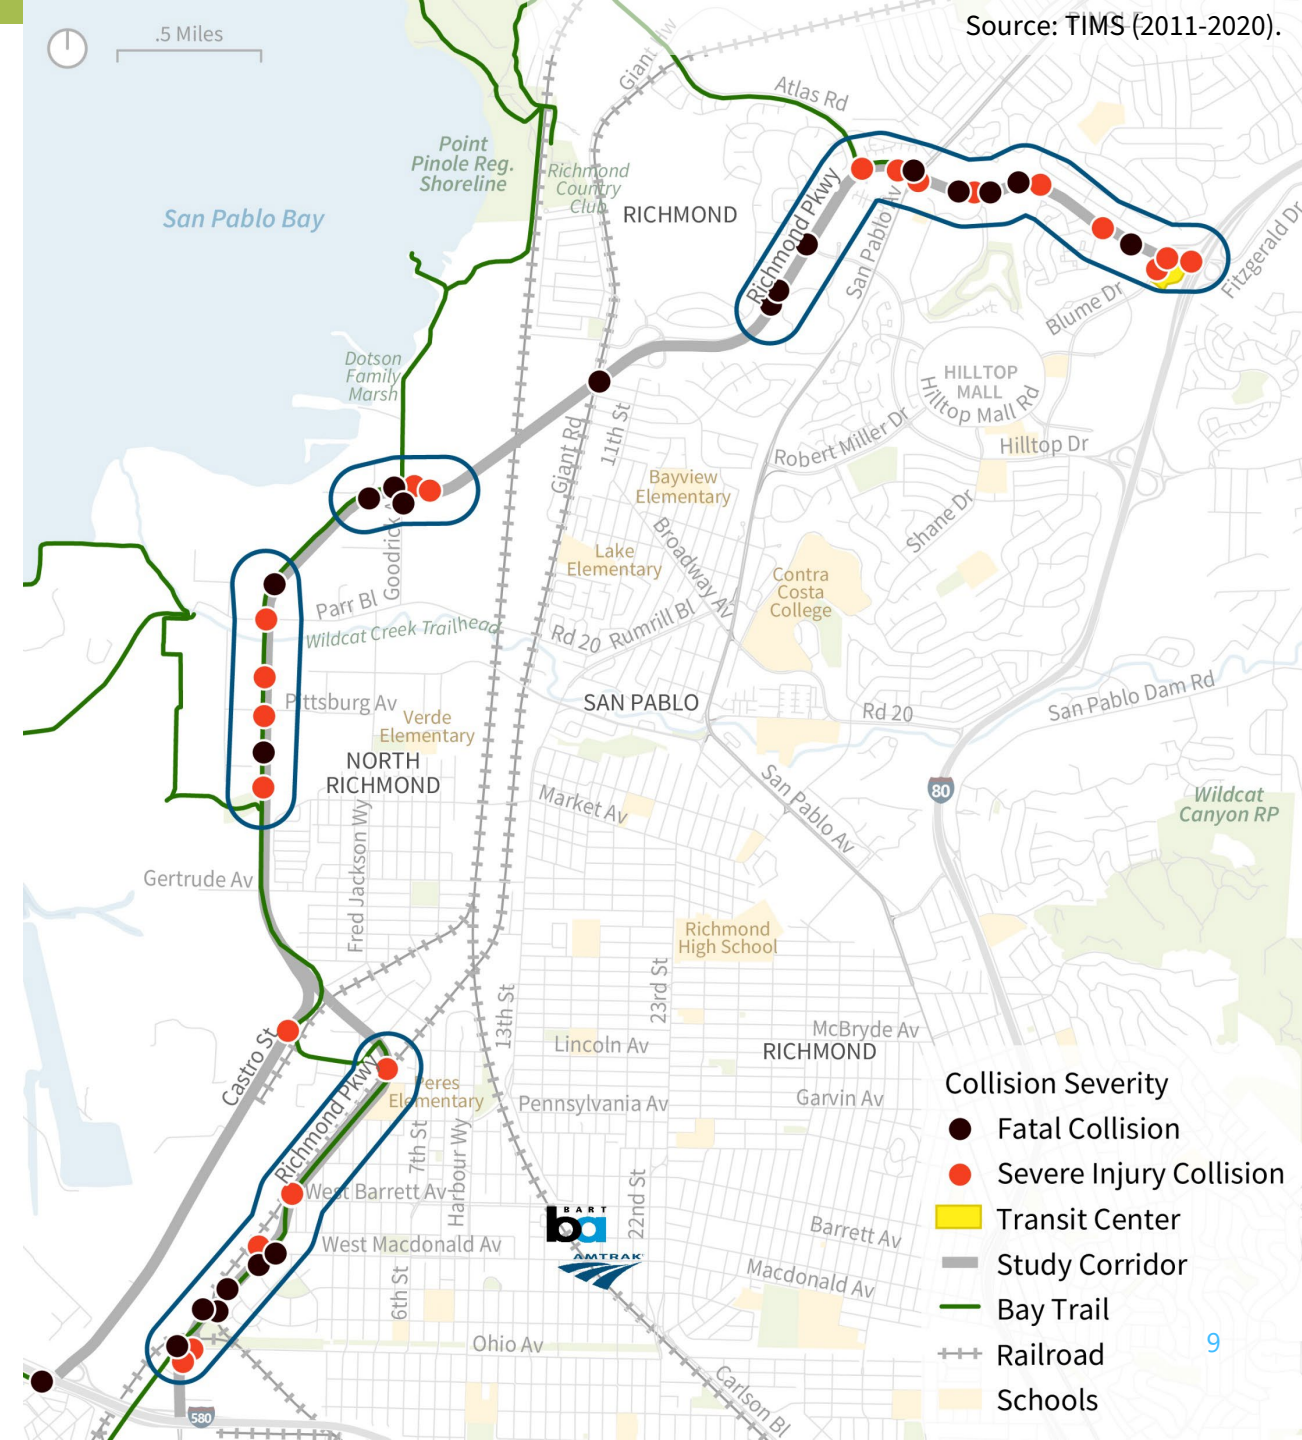 Source: TIMS (2011-2020).
PINOLE
.5 Miles
Giant Hwy
Atlas Rd
Point
Pinole Reg.
Shoreline
Richmond
Country
Club
RICHMOND
San Pablo Bay
Richmond Pkwy
San Pablo Av
Fitzgerald Dr
Blume Dr
Dotson
Family
Marsh
HILLTOP
MALL
Hilltop Mall Rd
Robert Miller Dr
Hilltop Dr
Giant Rd
11th St
Bayview
Elementary
Shane Dr
Goodrick A
Broadway Av
Lake
Elementary
Contra
Costa
College
Parr Bl
Wildcat Creek Trailhead
Rd 20
Rumrill Bl
Pittsburg Av
SAN PABLO
Rd 20
San Pablo Dam Rd
Verde
Elementary
NORTH
RICHMOND
80
Market Av
San Pablo Av
Wildcat
Canyon RP
Fred Jackson Wy
Gertrude Av
Richmond
High School
23rd St
13th St
Castro St
Lincoln Av
McBryde Av
RICHMOND
Richmond Pkwy
Peres
Elementary
Pennsylvania Av
Garvin Av
7th St
Harbour Wy
22nd St
West Barrett Av
BART
ba
AMTRAK
West Macdonald Av
Barrett Av
Macdonald Av
6th St
Ohio Av
Carlson Bl
580
Collision Severity
Fatal Collision
Severe Injury Collision
Transit Center
Study Corridor
Bay Trail
Railroad
Schools
9